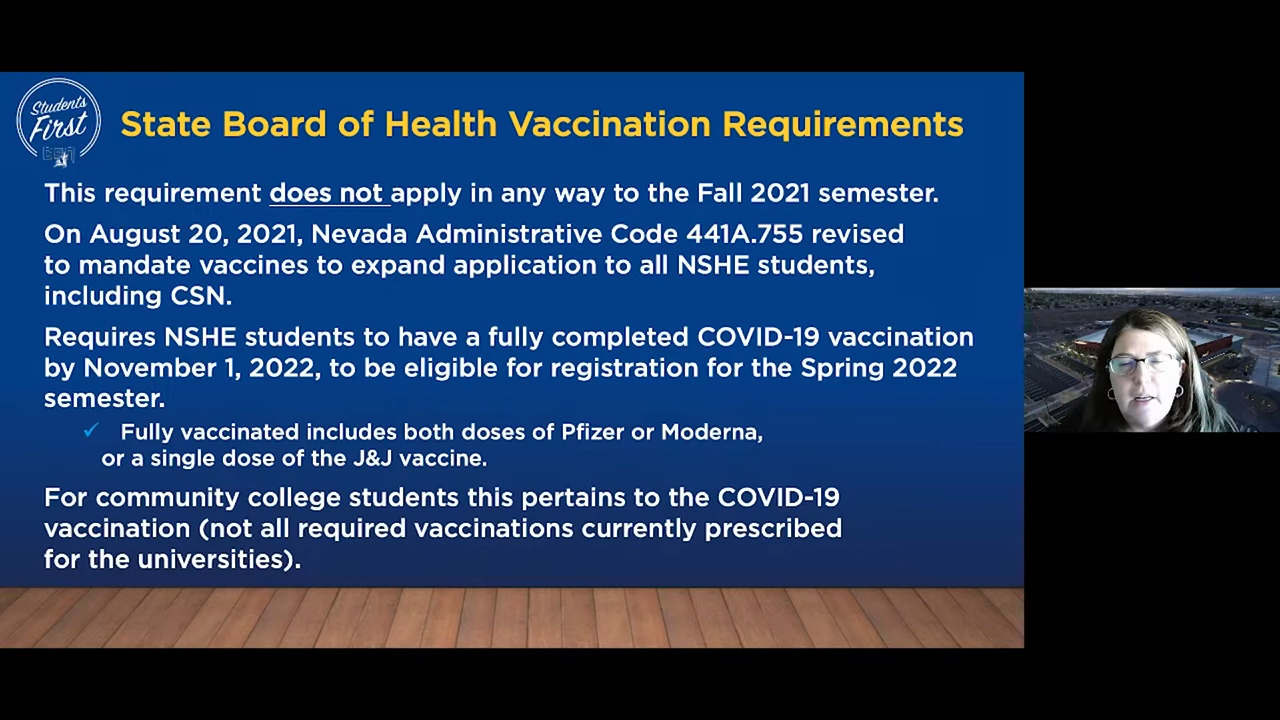 Students
First
CSN
State Board of Health Vaccination Requirements
This requirement does not apply in any way to the Fall 2021 semester.
On August 20, 2021, Nevada Administrative Code 441A.755 revised
to mandate vaccines to expand application to all NSHE students,
including CSN.
Requires NSHE students to have a fully completed COVID-19 vaccination
by November 1, 2022, to be eligible for registration for the Spring 2022
semester.
✓ Fully vaccinated includes both doses of Pfizer or Moderna,
or a single dose of the J&J vaccine.
For community college students this pertains to the COVID-19
vaccination (not all required vaccinations currently prescribed
for the universities).